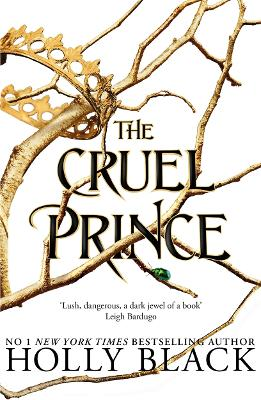 THE
CRUEL
PRINCE
‘Lush, dangerous, a dark jewel of a book’
Leigh Bardugo
NO 1 NEW YORK TIMES BESTSELLING AUTHOR
HOLLY BLACK